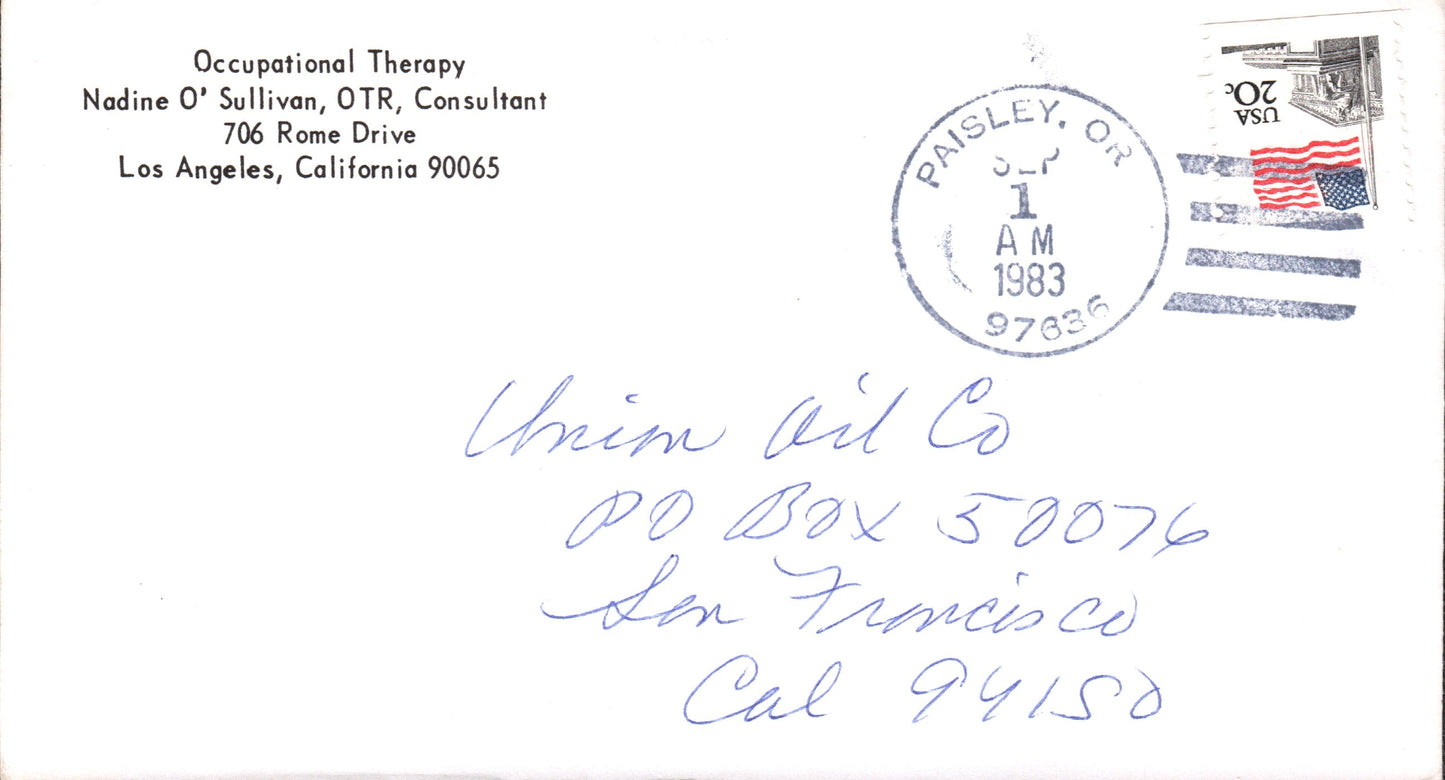 Occupational Therapy
Nadine O' Sullivan, OTR, Consultant
706 Rome Drive
Los Angeles, California 90065
PAISLEY, OR
SEP
1
AM
1983
97636
USA
20c
Union Oil Co
PO Box 50076
San Francisco
Cal 94150